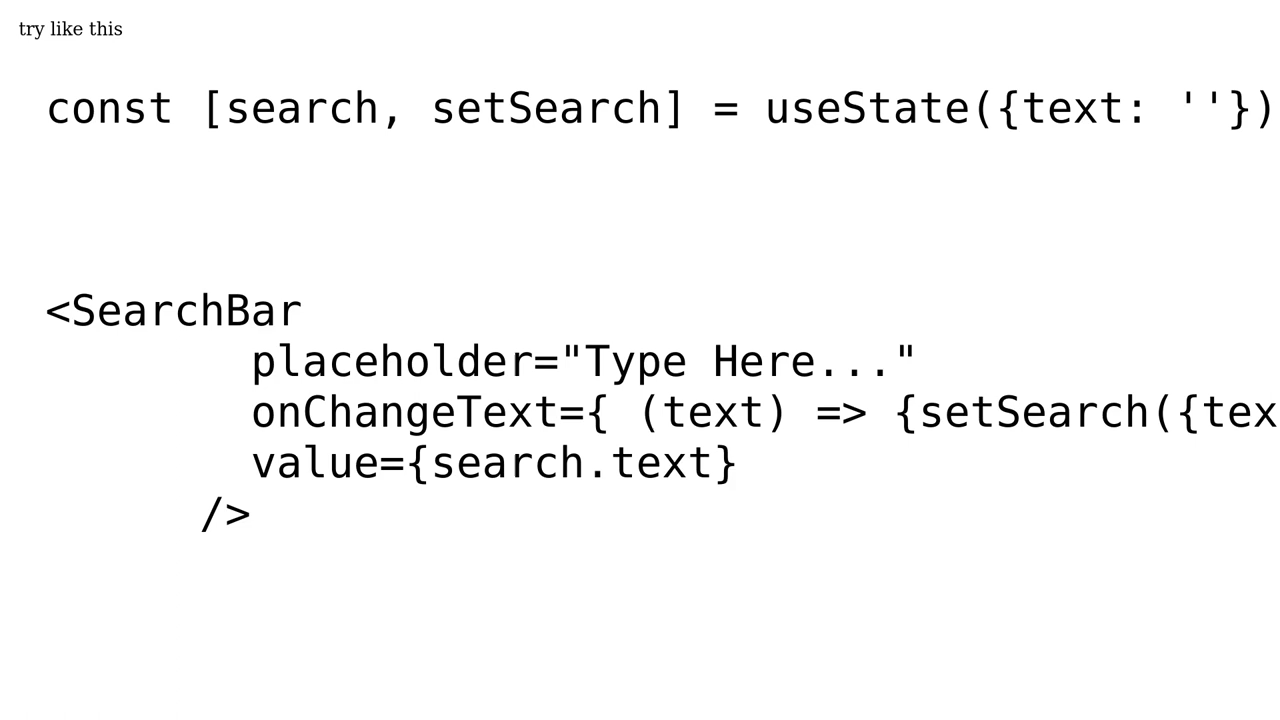 try like this
const [search, setSearch] = useState({text: ''})
<SearchBar
placeholder="Type Here..."
onChangeText={ (text) => {setSearch({tex
value={search.text}
/>